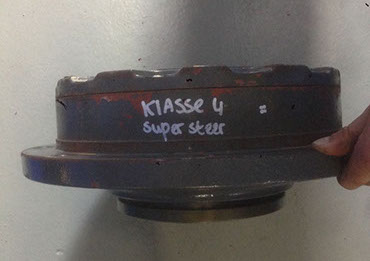 Klasse 4 =
super steer